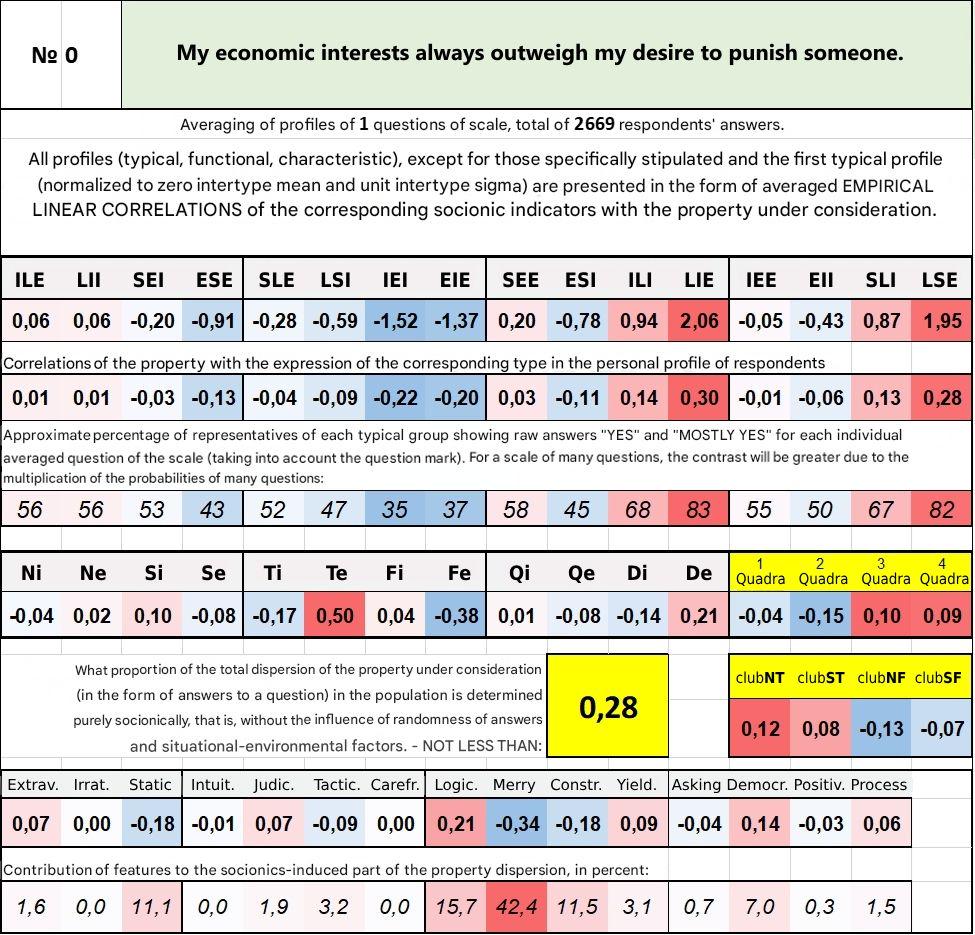 № 0
My economic interests always outweigh my desire to punish someone.
Averaging of profiles of 1 questions of scale, total of 2669 respondents' answers.
All profiles (typical, functional, characteristic), except for those specifically stipulated and the first typical profile
(normalized to zero intertype mean and unit intertype sigma) are presented in the form of averaged EMPIRICAL
LINEAR CORRELATIONS of the corresponding socionic indicators with the property under consideration.
ILE LII SEI ESE SLE LSI IEI EIE SEE ESI ILI LIE IEE EII SLI LSE
0,06 0,06 -0,20 -0,91 -0,28 -0,59 -1,52 -1,37 0,20 -0,78 0,94 2,06 -0,05 -0,43 0,87 1,95
Correlations of the property with the expression of the corresponding type in the personal profile of respondents
0,01 0,01 -0,03 -0,13 -0,04 -0,09 -0,22 -0,20 0,03 -0,11 0,14 0,30 -0,01 -0,06 0,13 0,28
Approximate percentage of representatives of each typical group showing raw answers "YES" and "MOSTLY YES" for each individual
averaged question of the scale (taking into account the question mark). For a scale of many questions, the contrast will be greater due to the
multiplication of the probabilities of many questions:
56 56 53 43 52 47 35 37 58 45 68 83 55 50 67 82
Ni Ne Si Se Ti Te Fi Fe Qi Qe Di De 1 Quadra 2 Quadra 3 Quadra 4 Quadra
-0,04 0,02 0,10 -0,08 -0,17 0,50 0,04 -0,38 0,01 -0,08 -0,14 0,21 -0,04 -0,15 0,10 0,09
What proportion of the total dispersion of the property under consideration
(in the form of answers to a question) in the population is determined
purely socionically, that is, without the influence of randomness of answers
and situational-environmental factors. - NOT LESS THAN:
0,28
clubNT clubST clubNF clubSF
0,12 0,08 -0,13 -0,07
Extrav. Irrat. Static Intuit. Judic. Tactic. Carefr. Logic. Merry Constr. Yield. Asking Democr. Positiv. Process
0,07 0,00 -0,18 -0,01 0,07 -0,09 0,00 0,21 -0,34 -0,18 0,09 -0,04 0,14 -0,03 0,06
Contribution of features to the socionics-induced part of the property dispersion, in percent:
1,6 0,0 11,1 0,0 1,9 3,2 0,0 15,7 42,4 11,5 3,1 0,7 7,0 0,3 1,5